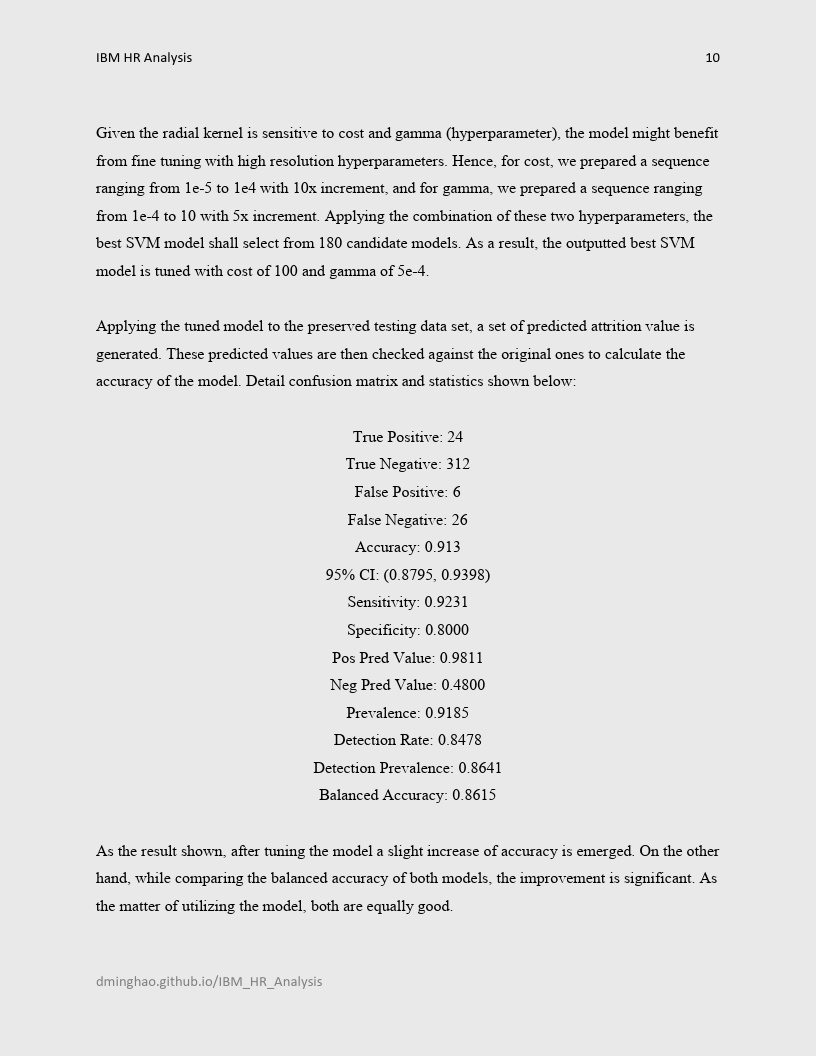 IBM HR Analysis 10
Given the radial kernel is sensitive to cost and gamma (hyperparameter), the model might benefit
from fine tuning with high resolution hyperparameters. Hence, for cost, we prepared a sequence
ranging from 1e-5 to 1e4 with 10x increment, and for gamma, we prepared a sequence ranging
from 1e-4 to 10 with 5x increment. Applying the combination of these two hyperparameters, the
best SVM model shall select from 180 candidate models. As a result, the outputted best SVM
model is tuned with cost of 100 and gamma of 5e-4.
Applying the tuned model to the preserved testing data set, a set of predicted attrition value is
generated. These predicted values are then checked against the original ones to calculate the
accuracy of the model. Detail confusion matrix and statistics shown below:
True Positive: 24
True Negative: 312
False Positive: 6
False Negative: 26
Accuracy: 0.913
95% CI: (0.8795, 0.9398)
Sensitivity: 0.9231
Specificity: 0.8000
Pos Pred Value: 0.9811
Neg Pred Value: 0.4800
Prevalence: 0.9185
Detection Rate: 0.8478
Detection Prevalence: 0.8641
Balanced Accuracy: 0.8615
As the result shown, after tuning the model a slight increase of accuracy is emerged. On the other
hand, while comparing the balanced accuracy of both models, the improvement is significant. As
the matter of utilizing the model, both are equally good.
dminghao.github.io/IBM_HR_Analysis